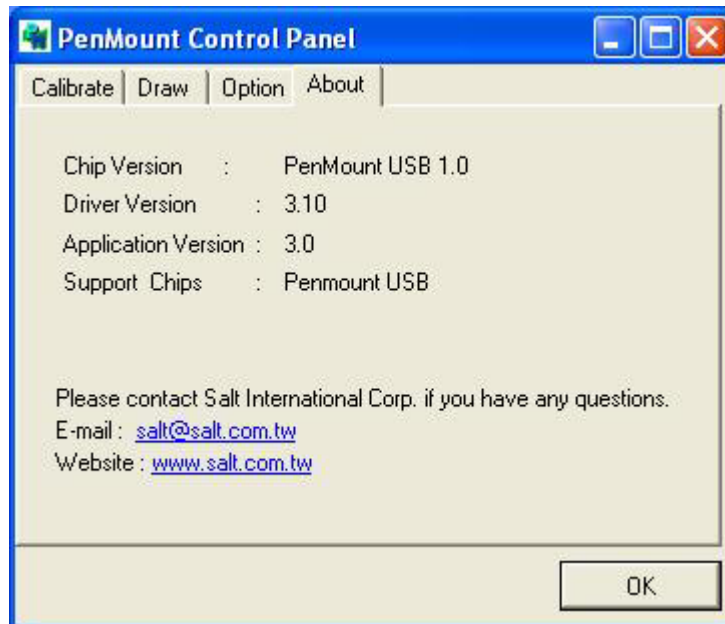 PenMount Control Panel
Calibrate Draw Option About
Chip Version : PenMount USB 1.0
Driver Version : 3.10
Application Version : 3.0
Support Chips : Penmount USB
Please contact Salt International Corp. if you have any questions.
E-mail : salt@salt.com.tw
Website : www.salt.com.tw
OK